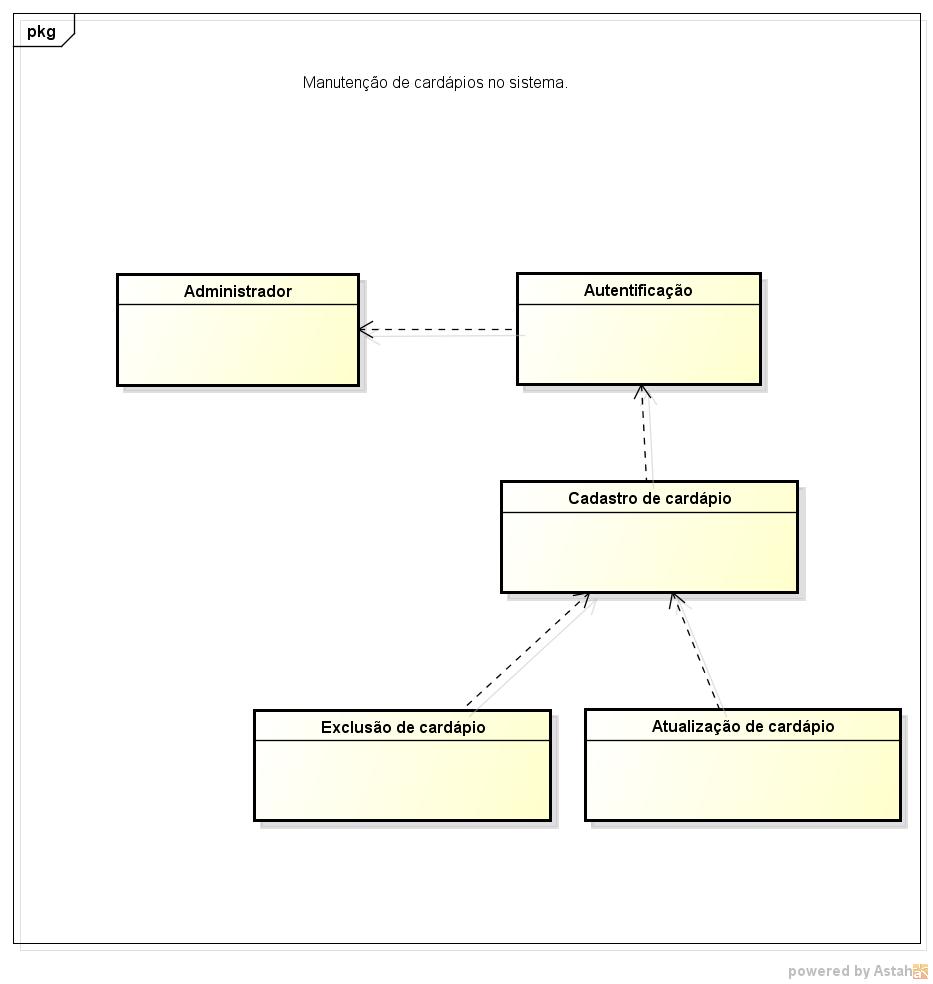 pkg
Manutenção de cardápios no sistema.
Administrador
Autentificação
Cadastro de cardápio
Exclusão de cardápio
Atualização de cardápio
powered by Astah